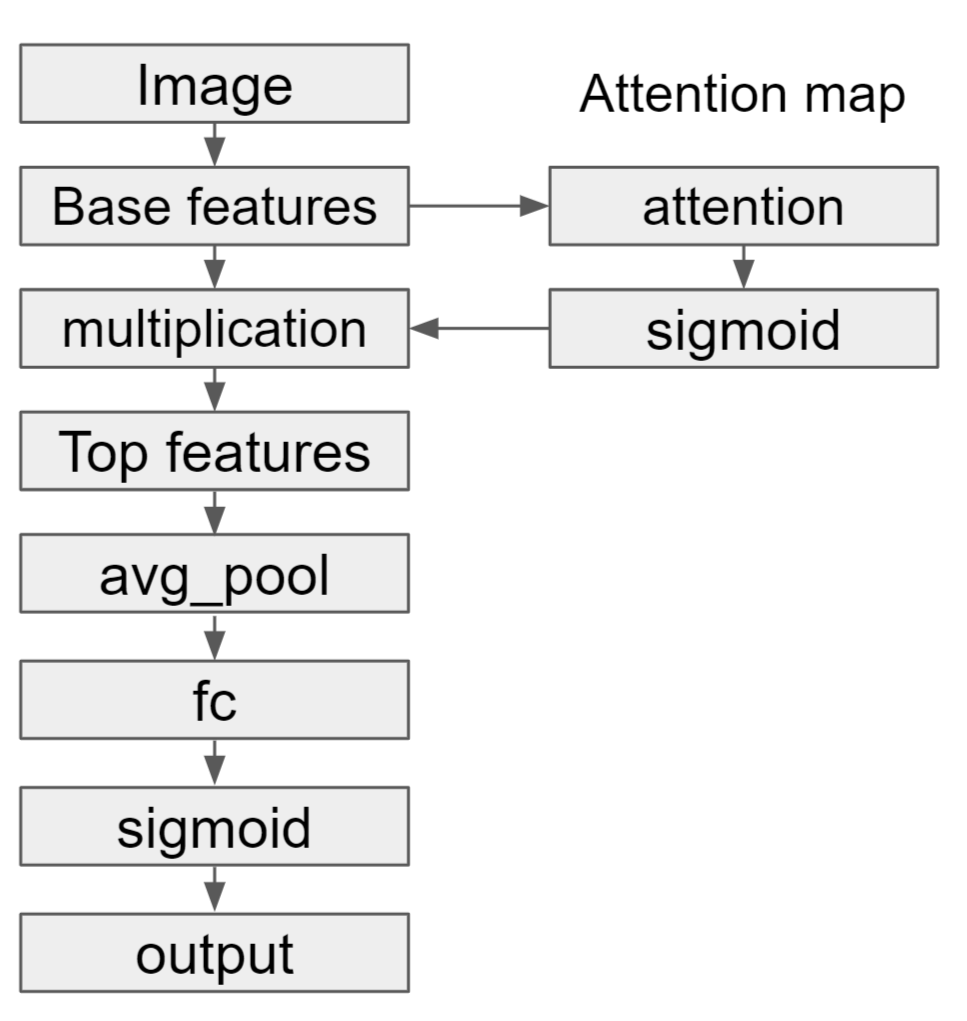 Image
Attention map
Base features
attention
multiplication
sigmoid
Top features
avg_pool
fc
sigmoid
output